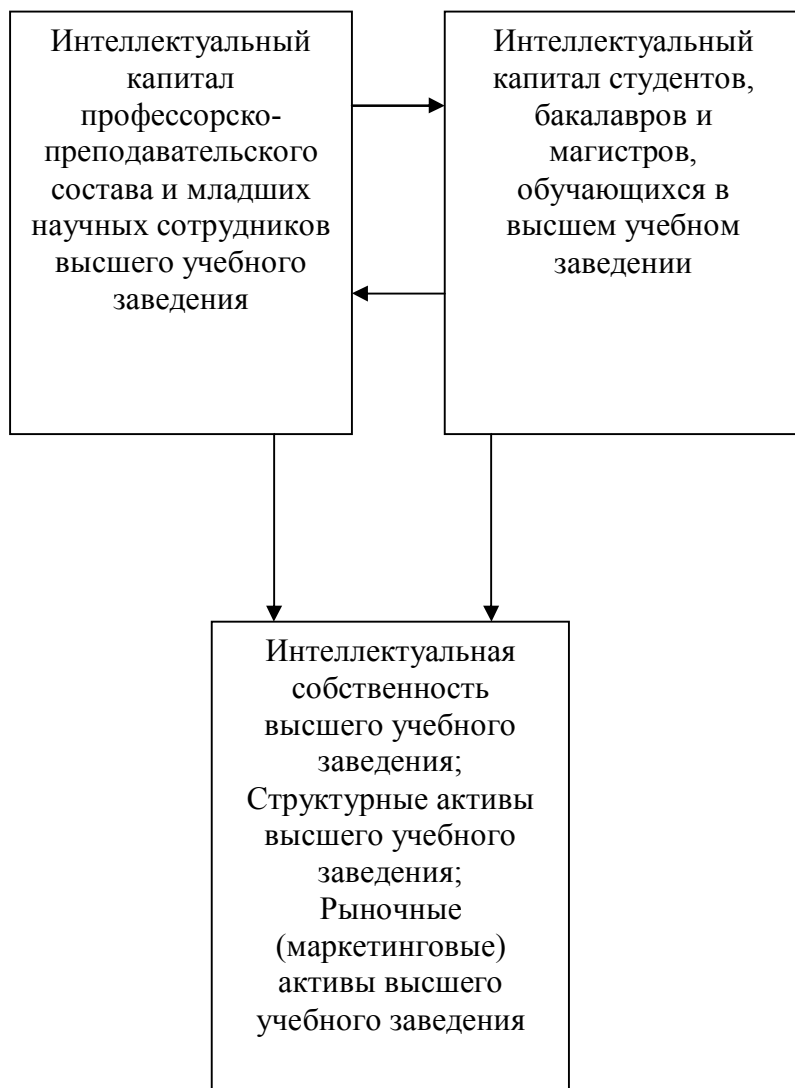 Интеллектуальный
капитал
профессорско-
преподавательского
состава и младших
научных сотрудников
высшего учебного
заведения
Интеллектуальный
капитал студентов,
бакалавров и
магистров,
обучающихся в
высшем учебном
заведении
Интеллектуальная
собственность
высшего учебного
заведения;
Структурные активы
высшего учебного
заведения;
Рыночные
(маркетинговые)
активы высшего
учебного заведения